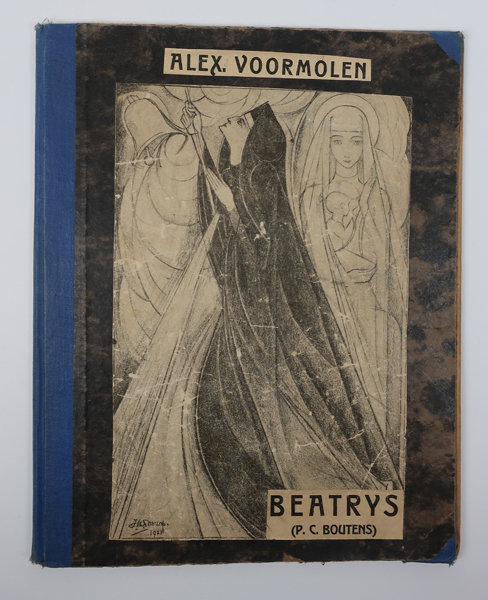 ALEX. VOORMOLEN
BEATRYS
(P. C. BOUTENS)